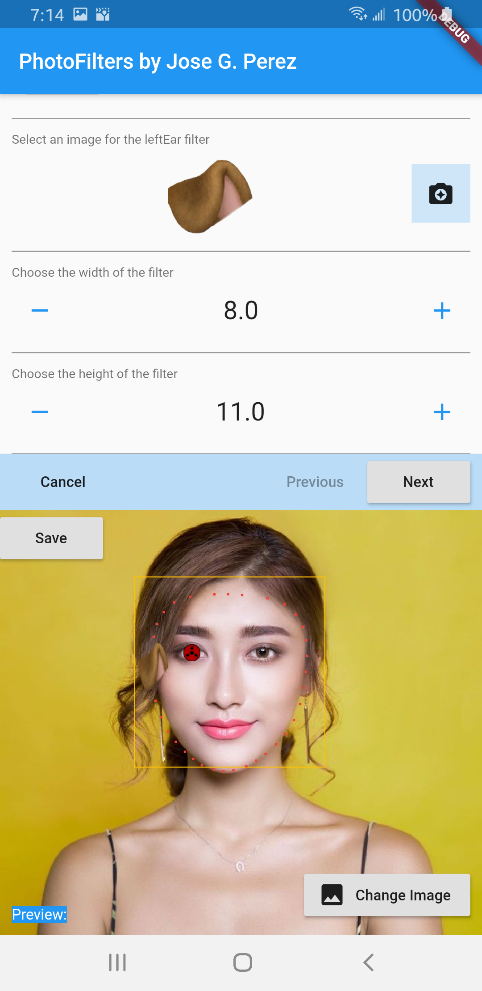 7:14
100%
DEBUG
PhotoFilters by Jose G. Perez
Select an image for the leftEar filter
Choose the width of the filter
8.0
Choose the height of the filter
11.0
Cancel
Previous
Next
Save
Change Image
Preview: